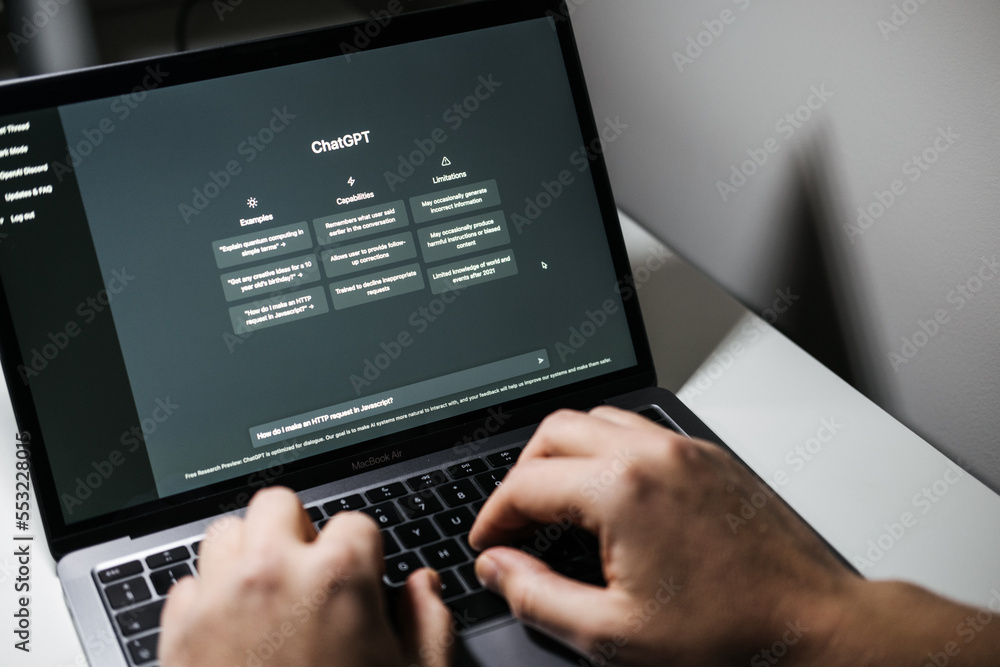 ChatGPT
Thread
Mode
OpenAI Discord
Updates & FAQ
Log out
Examples
"Explain quantum computing in
simple terms" →
"Got any creative ideas for a 10
year old's birthday?" →
"How do I make an HTTP
request in Javascript?" →
Capabilities
Remembers what user said
earlier in the conversation
Allows user to provide follow-
up corrections
Trained to decline inappropriate
requests
Limitations
May occasionally generate
incorrect information
May occasionally produce
harmful instructions or biased
content
Limited knowledge of world and
events after 2021
How do I make an HTTP request in Javascript?
Free Research Preview: ChatGPT is optimized for dialogue. Our goal is to make AI systems more natural to interact with, and your feedback will help us improve our systems and make them safer.
MacBook Air
Adobe Stock | #553228015